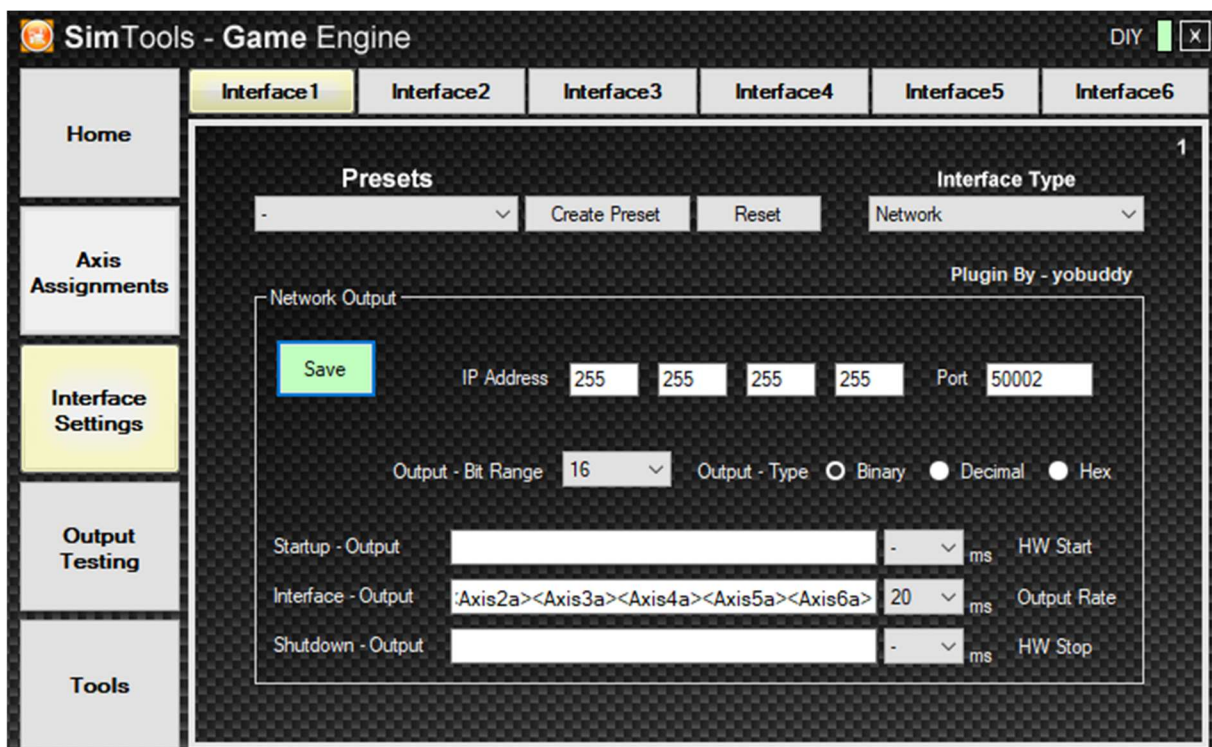 SimTools - Game Engine
DIY X
Interface1 Interface2 Interface3 Interface4 Interface5 Interface6
Home
1
Presets Interface Type
- Create Preset Reset Network
Axis
Assignments
Plugin By - yobuddy
Network Output
Save IP Address 255 255 255 255 Port 50002
Interface
Settings
Output - Bit Range 16 Output - Type Binary Decimal Hex
Output
Testing
Startup - Output - ms HW Start
Interface - Output :Axis2a><Axis3a><Axis4a><Axis5a><Axis6a> 20 ms Output Rate
Shutdown - Output - ms HW Stop
Tools